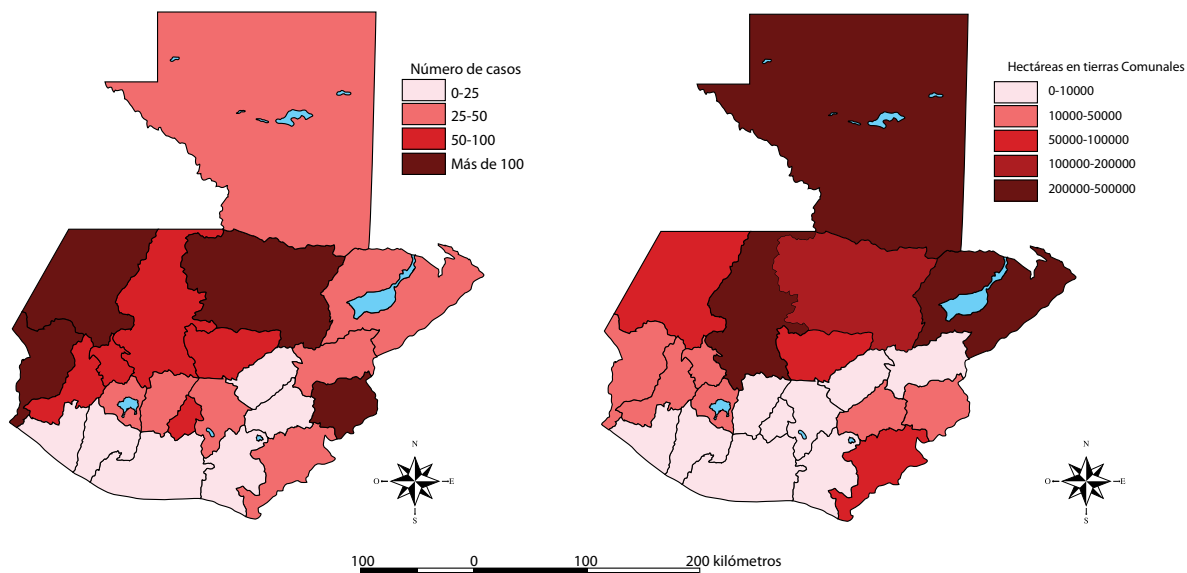 Número de casos
0-25
25-50
50-100
Más de 100
Hectáreas en tierras Comunales
0-10000
10000-50000
50000-100000
100000-200000
200000-500000
N
O
E
S
N
O
E
S
100 0 100 200 kilómetros